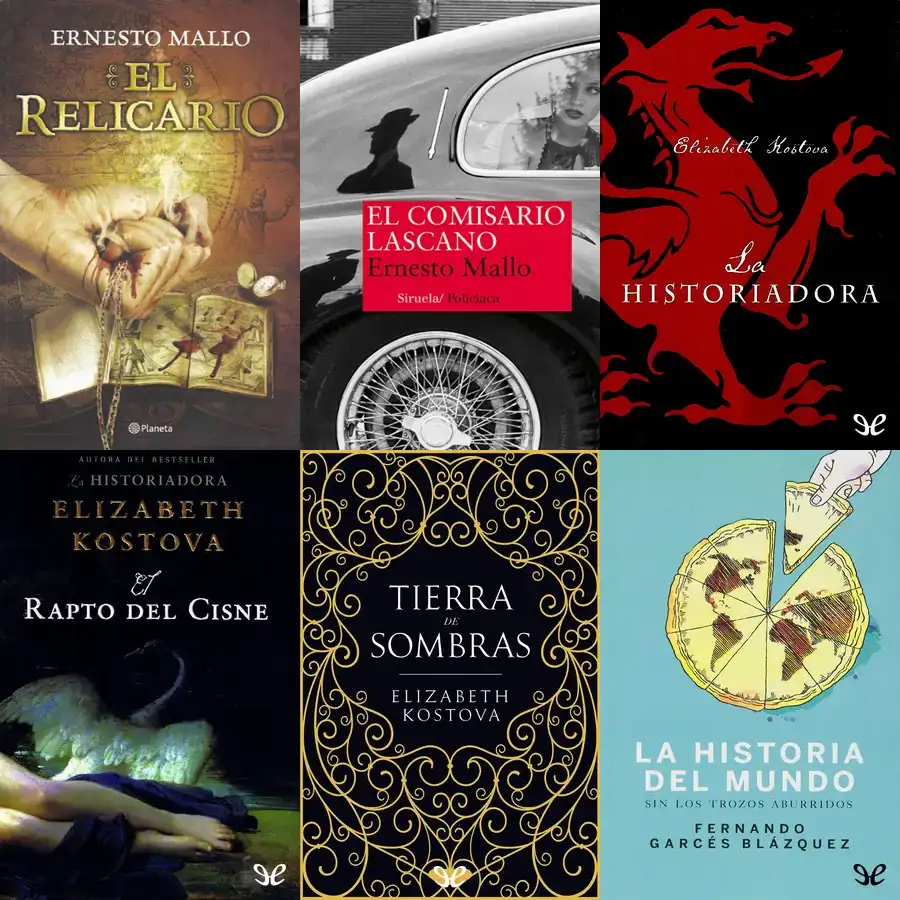 ERNESTO MALLO
EL
RELICARIO
Planeta
EL COMISARIO
LASCANO
Ernesto Mallo
Siruela/ Policiaca
Elizabeth Kostova
La
HISTORIADORA
AUTORA DEL BESTSELLER
La HISTORIADORA
ELIZABETH
KOSTOVA
El
RAPTO DEL CISNE
TIERRA
DE
SOMBRAS
ELIZABETH
KOSTOVA
LA HISTORIA
DEL MUNDO
SIN LOS TROZOS ABURRIDOS
FERNANDO
GARCÉS BLÁZQUEZ